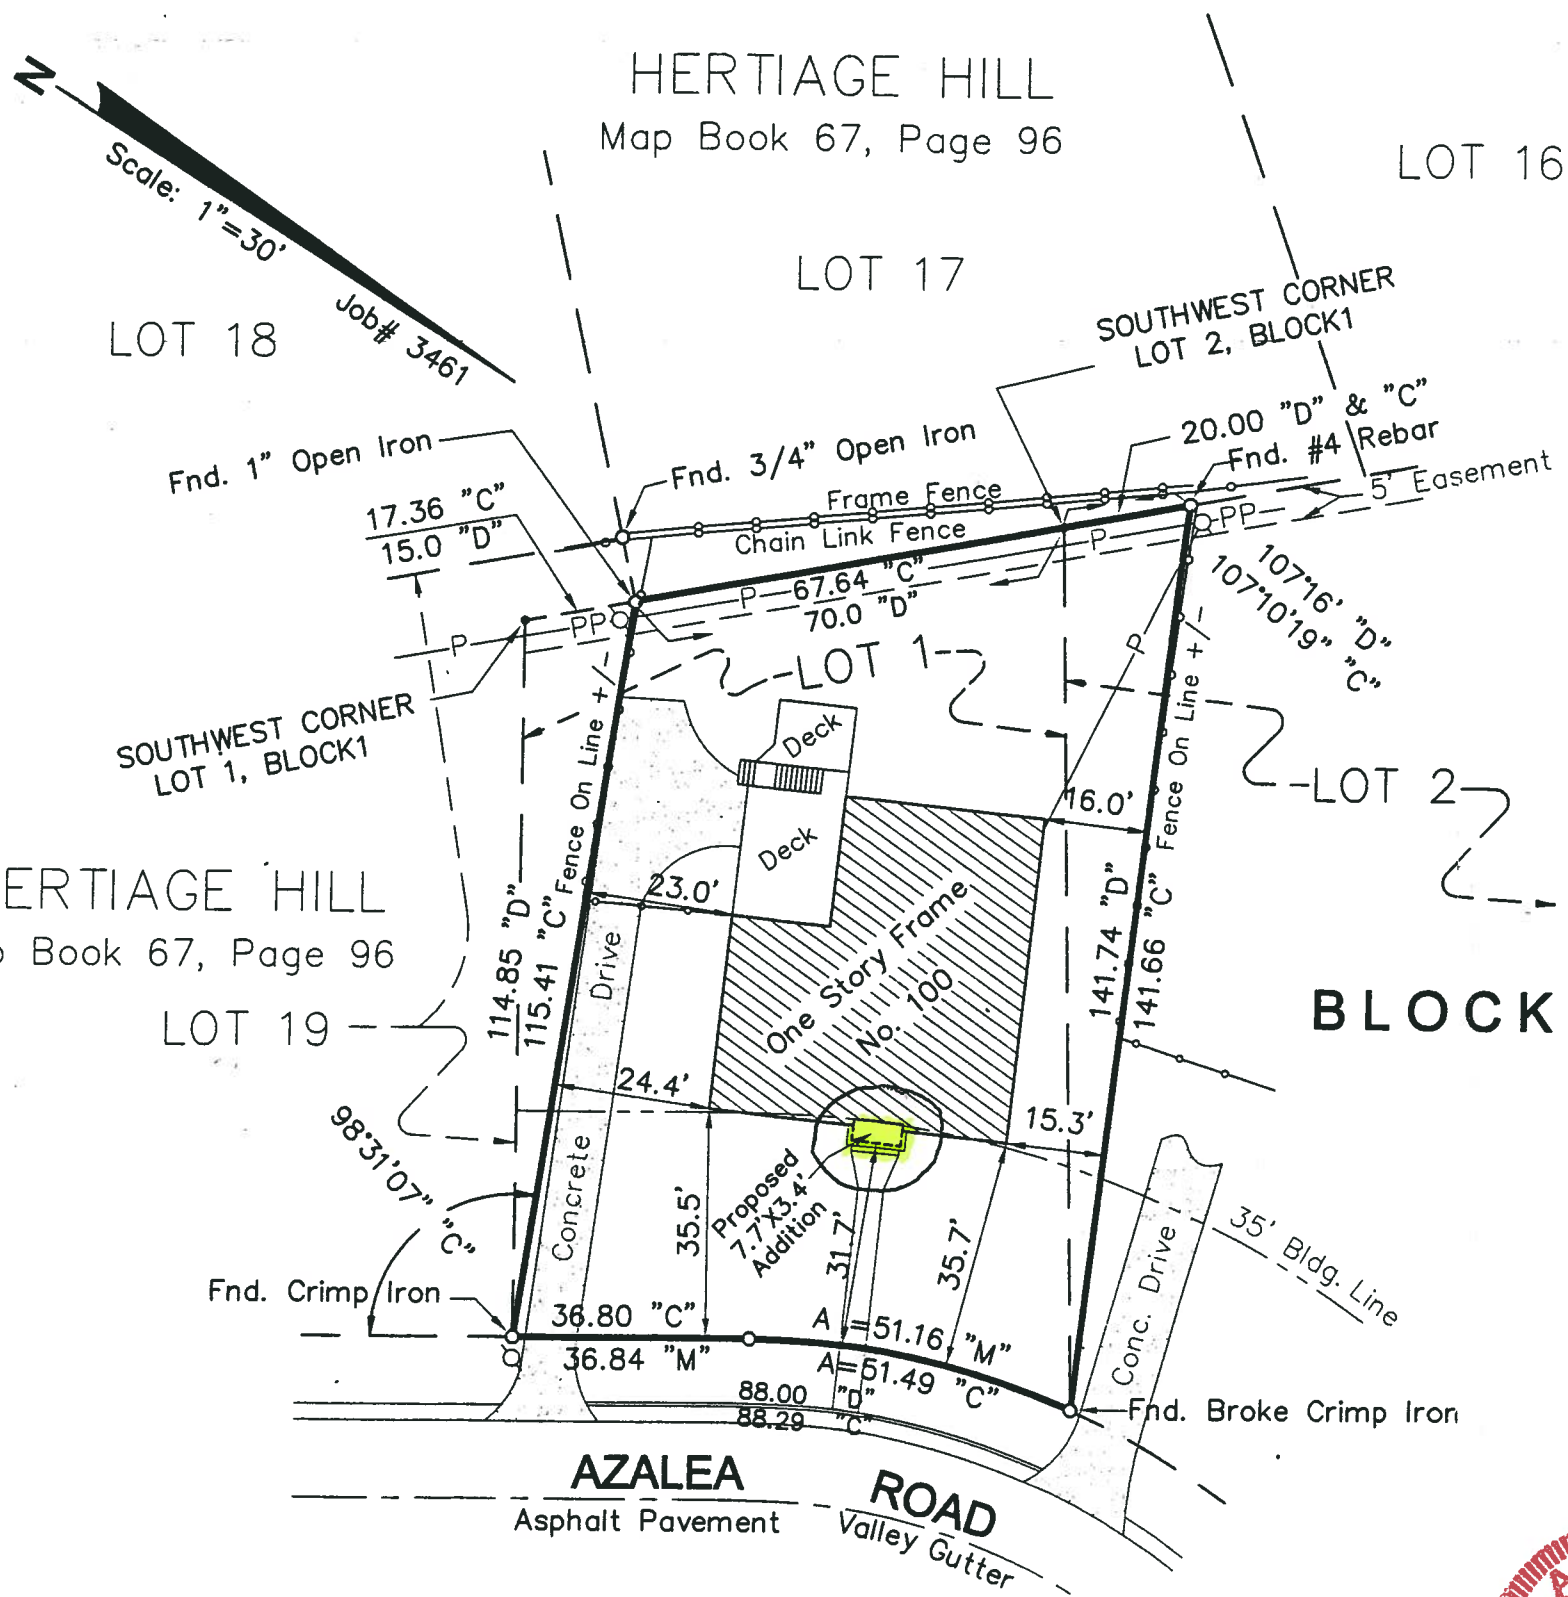 N
HERTIAGE HILL
Map Book 67, Page 96
LOT 16
Scale: 1"=30'
Job# 3461
LOT 17
LOT 18
SOUTHWEST CORNER
LOT 2, BLOCK1
20.00 "D" & "C"
Fnd. #4 Rebar
Fnd. 1" Open Iron
Fnd. 3/4" Open Iron
5' Easement
17.36 "C"
15.0 "D"
Frame Fence
Chain Link Fence
PP
P
107°16' "D"
107°10'19" "C"
67.64 "C"
70.0 "D"
P
PP
P
P
LOT 1
SOUTHWEST CORNER
LOT 1, BLOCK1
Fence On Line +/-
Fence On Line +/-
Deck
Deck
16.0'
LOT 2
ERTIAGE HILL
Book 67, Page 96
LOT 19
114.85 "D"
115.41 "C"
23.0'
Drive
One Story Frame
No. 100
141.74 "D"
141.66 "C"
BLOCK
24.4'
15.3'
98°31'07" "C"
Concrete
35.5'
Proposed
7.7'X3.4'
Addition
31.7'
35.7'
35' Bldg. Line
Conc. Drive
Fnd. Crimp Iron
36.80 "C"
36.84 "M"
A =51.16 "M"
A=51.49 "C"
88.00 "D"
88.29 "C"
Fnd. Broke Crimp Iron
AZALEA ROAD
Asphalt Pavement
Valley Gutter
A